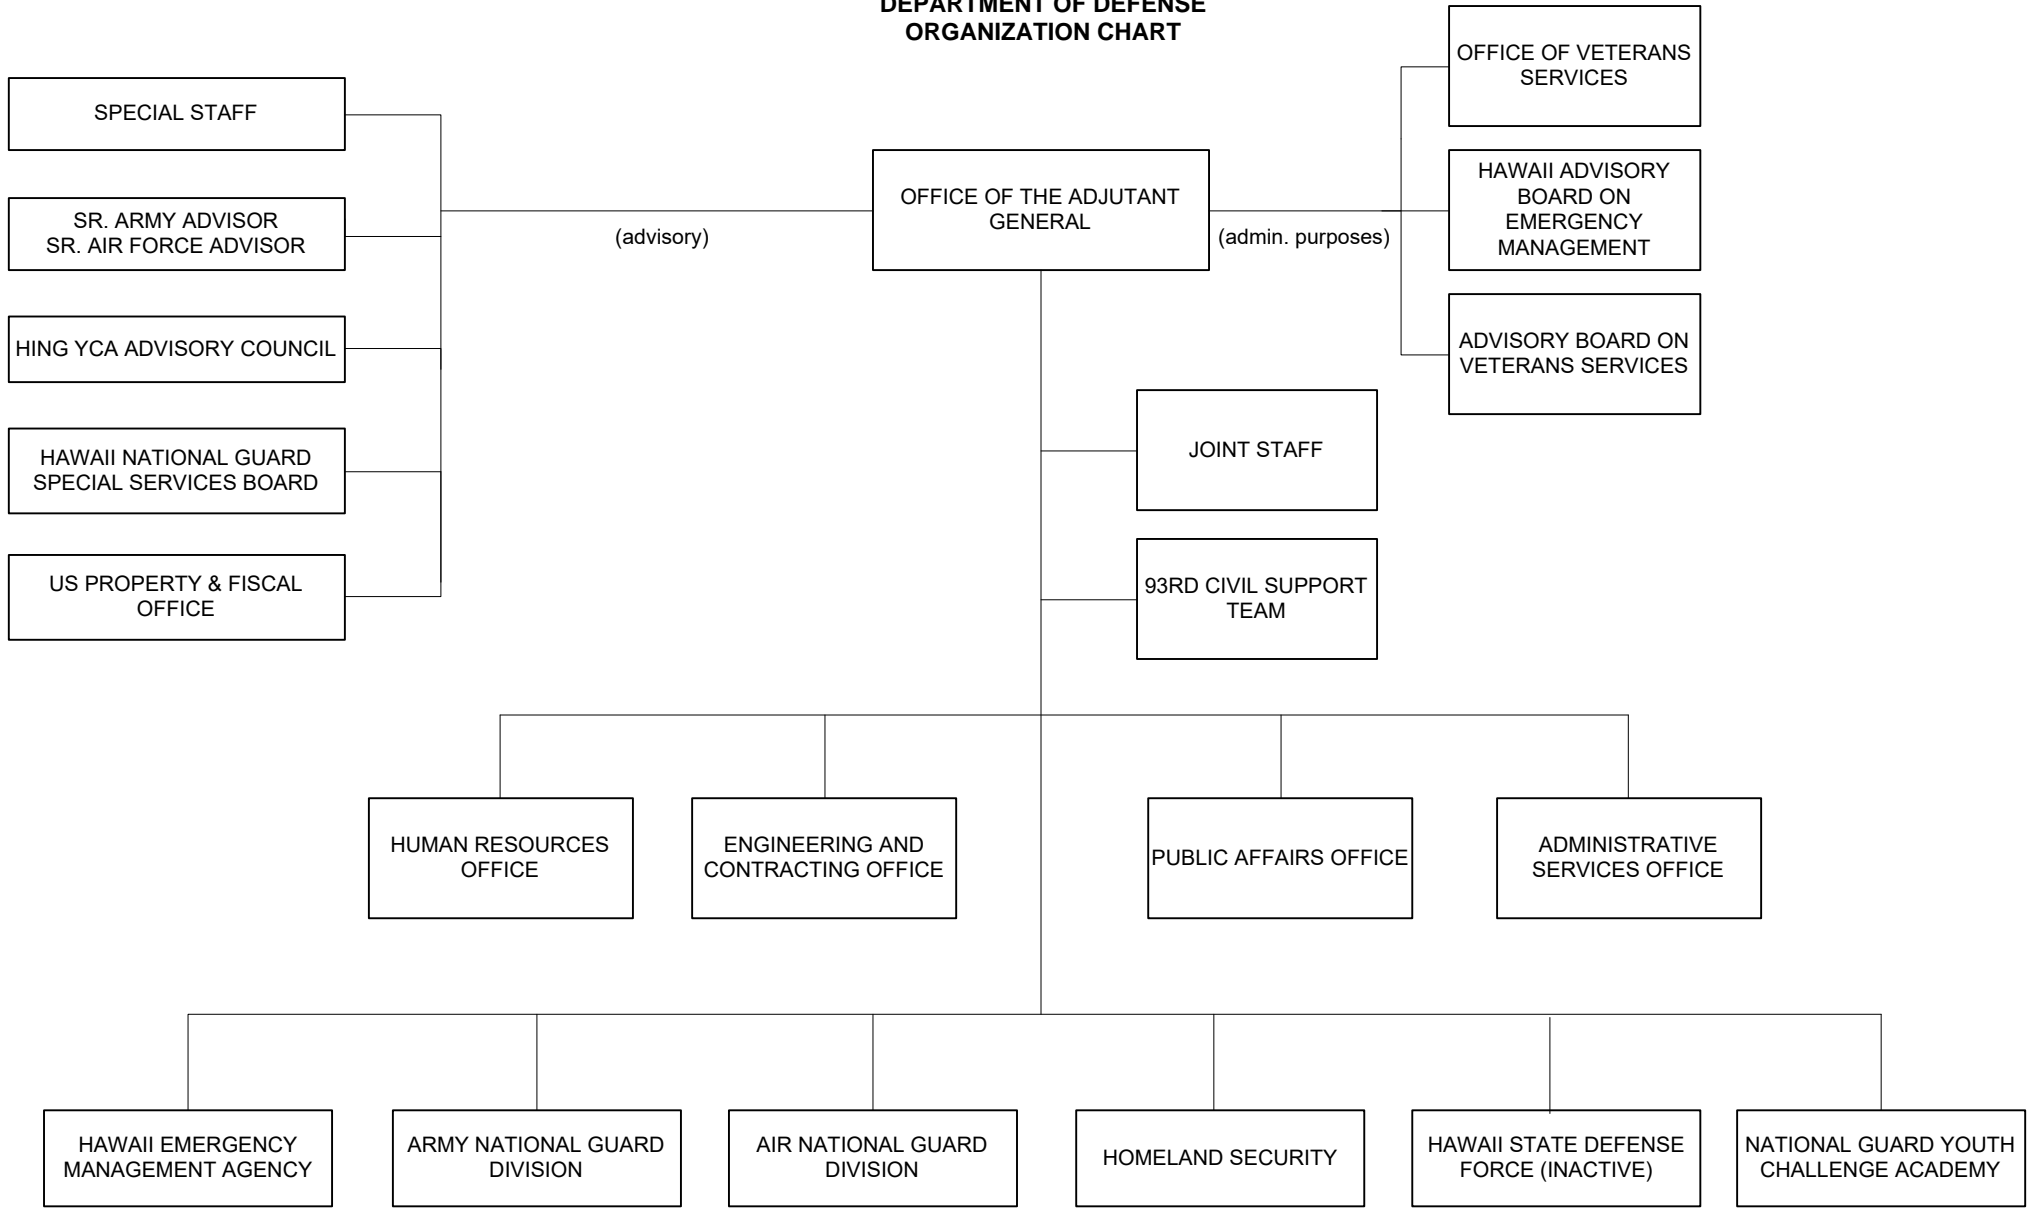 DEPARTMENT OF DEFENSE
ORGANIZATION CHART
OFFICE OF VETERANS
SERVICES
SPECIAL STAFF
OFFICE OF THE ADJUTANT
GENERAL
HAWAII ADVISORY
BOARD ON
EMERGENCY
MANAGEMENT
SR. ARMY ADVISOR
SR. AIR FORCE ADVISOR
(advisory)
(admin. purposes)
HING YCA ADVISORY COUNCIL
ADVISORY BOARD ON
VETERANS SERVICES
HAWAII NATIONAL GUARD
SPECIAL SERVICES BOARD
JOINT STAFF
US PROPERTY & FISCAL
OFFICE
93RD CIVIL SUPPORT
TEAM
HUMAN RESOURCES
OFFICE
ENGINEERING AND
CONTRACTING OFFICE
PUBLIC AFFAIRS OFFICE
ADMINISTRATIVE
SERVICES OFFICE
HAWAII EMERGENCY
MANAGEMENT AGENCY
ARMY NATIONAL GUARD
DIVISION
AIR NATIONAL GUARD
DIVISION
HOMELAND SECURITY
HAWAII STATE DEFENSE
FORCE (INACTIVE)
NATIONAL GUARD YOUTH
CHALLENGE ACADEMY